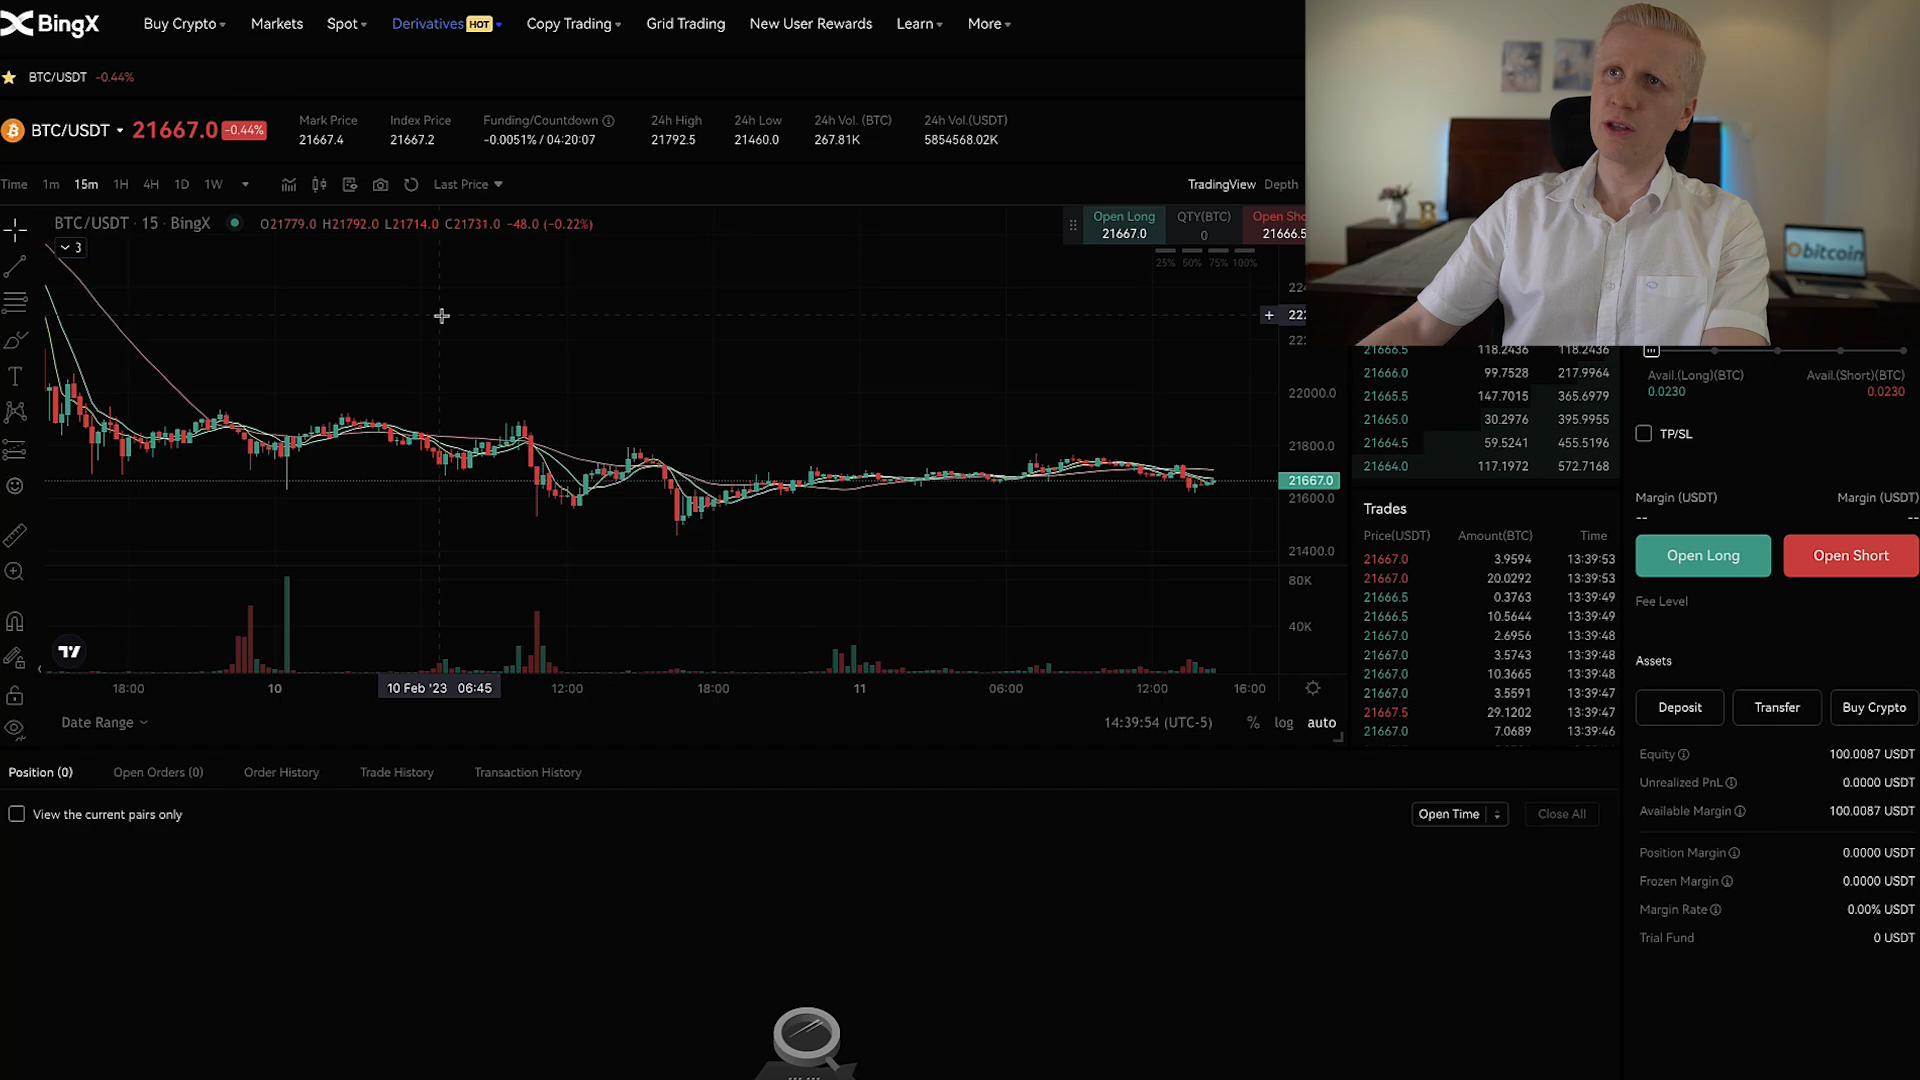 BingX
Buy Crypto Markets Spot Derivatives HOT Copy Trading Grid Trading New User Rewards Learn More
BTC/USDT -0.44%
BTC/USDT 21667.0 -0.44%
Mark Price 21667.4
Index Price 21667.2
Funding/Countdown -0.0051% / 04:20:07
24h High 21792.5
24h Low 21460.0
24h Vol. (BTC) 267.81K
24h Vol.(USDT) 5854568.02K
Time 1m 15m 1H 4H 1D 1W Last Price TradingView Depth
BTC/USDT · 15 · BingX O21779.0 H21792.0 L21714.0 C21731.0 −48.0 (−0.22%)
3
Open Long 21667.0
QTY(BTC) 0
21666.5
25% 50% 75% 100%
22000.0
21800.0
21667.0
21600.0
21400.0
80K
40K
18:00 10 10 Feb '23 06:45 12:00 18:00 11 06:00 12:00 16:00
Date Range 14:39:54 (UTC-5) % log auto
bitcoin
21666.5 118.2436 118.2436
21666.0 99.7528 217.9964
21665.5 147.7015 365.6979
21665.0 30.2976 395.9955
21664.5 59.5241 455.5196
21664.0 117.1972 572.7168
Trades
Price(USDT) Amount(BTC) Time
21667.0 3.9594 13:39:53
21667.0 20.0292 13:39:53
21666.5 0.3763 13:39:49
21666.5 10.5644 13:39:49
21667.0 2.6956 13:39:48
21667.0 3.5743 13:39:48
21667.0 10.3665 13:39:48
21667.0 3.5591 13:39:47
21667.5 29.1202 13:39:47
21667.0 7.0689 13:39:46
Avail.(Long)(BTC) Avail.(Short)(BTC)
0.0230 0.0230
TP/SL
Margin (USDT) Margin (USDT)
-- --
Open Long Open Short
Fee Level
Assets
Deposit Transfer Buy Crypto
Equity 100.0087 USDT
Unrealized PnL 0.0000 USDT
Available Margin 100.0087 USDT
Position Margin 0.0000 USDT
Frozen Margin 0.0000 USDT
Margin Rate 0.00% USDT
Trial Fund 0 USDT
Position (0) Open Orders (0) Order History Trade History Transaction History
View the current pairs only Open Time Close All